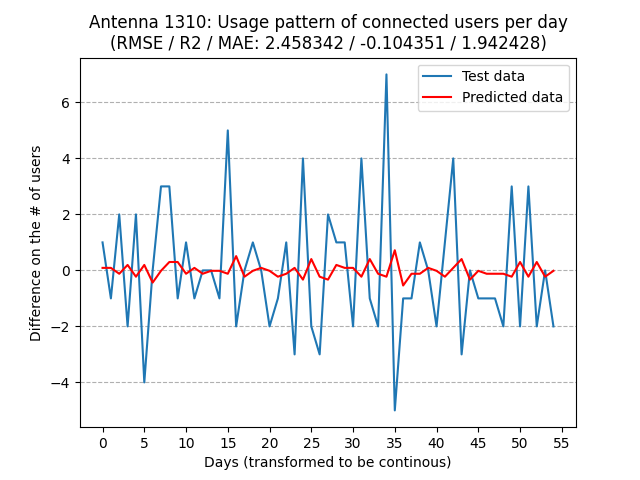 Antenna 1310: Usage pattern of connected users per day
(RMSE / R2 / MAE: 2.458342 / -0.104351 / 1.942428)
Test data
Predicted data
Difference on the # of users
6
4
2
0
−2
−4
0 5 10 15 20 25 30 35 40 45 50 55
Days (transformed to be continous)